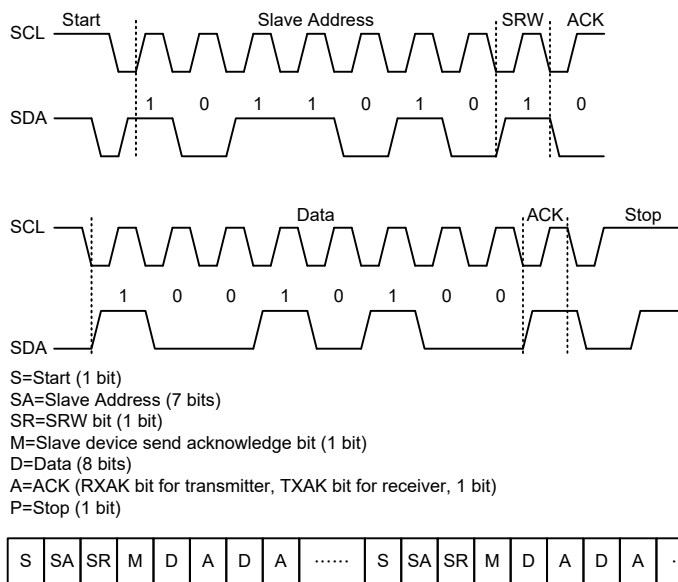 Start Slave Address SRW ACK
SCL
1 0 1 1 0 1 0 1 0
SDA
Data ACK Stop
SCL
1 0 0 1 0 1 0 0
SDA
S=Start (1 bit)
SA=Slave Address (7 bits)
SR=SRW bit (1 bit)
M=Slave device send acknowledge bit (1 bit)
D=Data (8 bits)
A=ACK (RXAK bit for transmitter, TXAK bit for receiver, 1 bit)
P=Stop (1 bit)
S SA SR M D A D A ...... S SA SR M D A D A ..